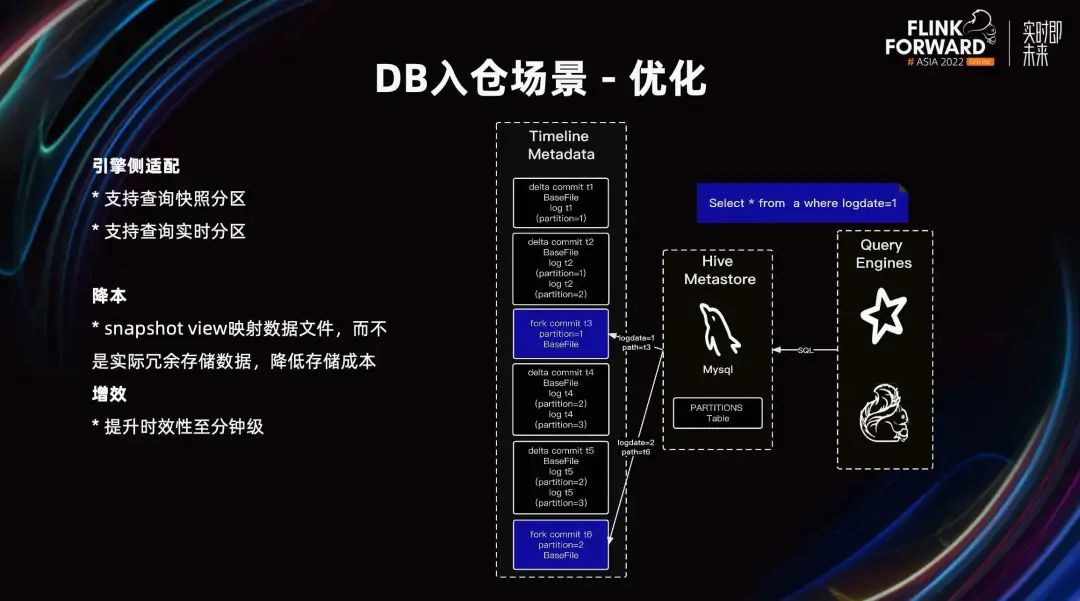 FLINK
FORWARD
# ASIA 2022 ONLINE
实时即
未来
DB入仓场景 - 优化
引擎侧适配
* 支持查询快照分区
* 支持查询实时分区
降本
* snapshot view映射数据文件，而不
是实际冗余存储数据，降低存储成本
增效
* 提升时效性至分钟级
Timeline
Metadata
delta commit t1
BaseFile
log t1
(partition=1)
delta commit t2
BaseFile
log t2
(partition=1)
log t2
(partition=2)
fork commit t3
partition=1
BaseFile
delta commit t4
BaseFile
log t4
(partition=2)
log t4
(partition=3)
delta commit t5
BaseFile
log t5
(partition=2)
log t5
(partition=3)
fork commit t6
partition=2
BaseFile
logdate=1
path=t3
logdate=2
path=t6
Hive
Metastore
Mysql
PARTITIONS
Table
SQL
Select * from a where logdate=1
Query
Engines